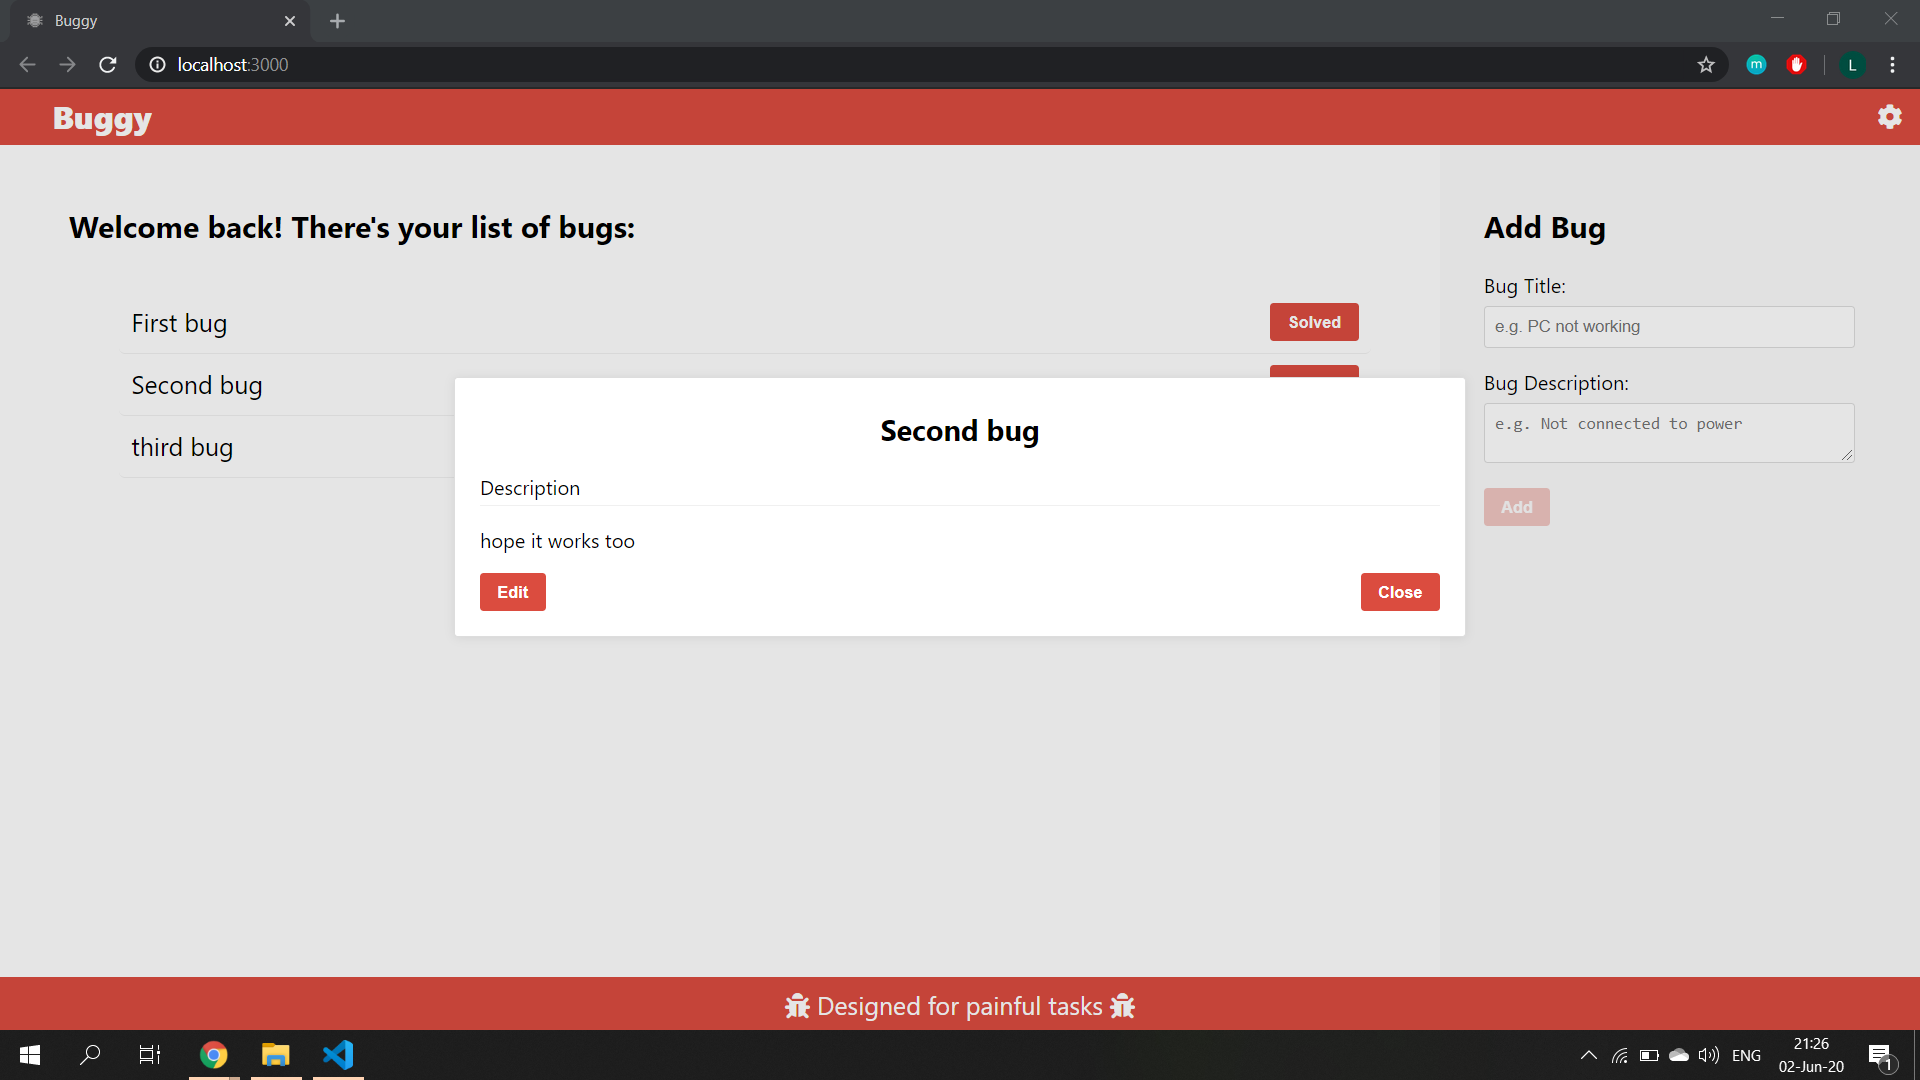 Buggy
localhost:3000
m
L
Buggy
Welcome back! There's your list of bugs:
First bug
Solved
Second bug
third bug
Second bug
Description
hope it works too
Edit
Close
Add Bug
Bug Title:
e.g. PC not working
Bug Description:
e.g. Not connected to power
Add
Designed for painful tasks
ENG
21:26
02-Jun-20
1